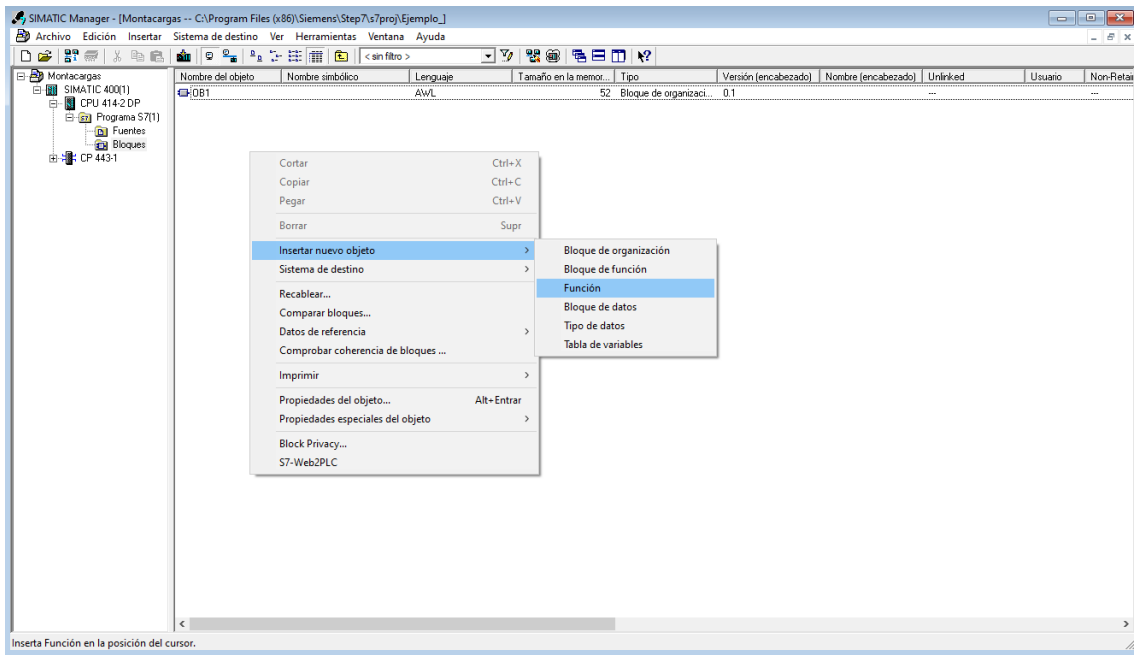 SIMATIC Manager - [Montacargas -- C:\Program Files (x86)\Siemens\Step7\s7proj\Ejemplo_]
Archivo Edición Insertar Sistema de destino Ver Herramientas Ventana Ayuda
< sin filtro >
Montacargas
SIMATIC 400(1)
CPU 414-2 DP
Programa S7(1)
Fuentes
Bloques
CP 443-1
Nombre del objeto Nombre simbólico Lenguaje Tamaño en la memor... Tipo Versión (encabezado) Nombre (encabezado) Unlinked Usuario Non-Retai
OB1 AWL 52 Bloque de organizaci... 0.1 --- ---
Cortar Ctrl+X
Copiar Ctrl+C
Pegar Ctrl+V
Borrar Supr
Insertar nuevo objeto
Sistema de destino
Recablear...
Comparar bloques...
Datos de referencia
Comprobar coherencia de bloques ...
Imprimir
Propiedades del objeto... Alt+Entrar
Propiedades especiales del objeto
Block Privacy...
S7-Web2PLC
Bloque de organización
Bloque de función
Función
Bloque de datos
Tipo de datos
Tabla de variables
Inserta Función en la posición del cursor.